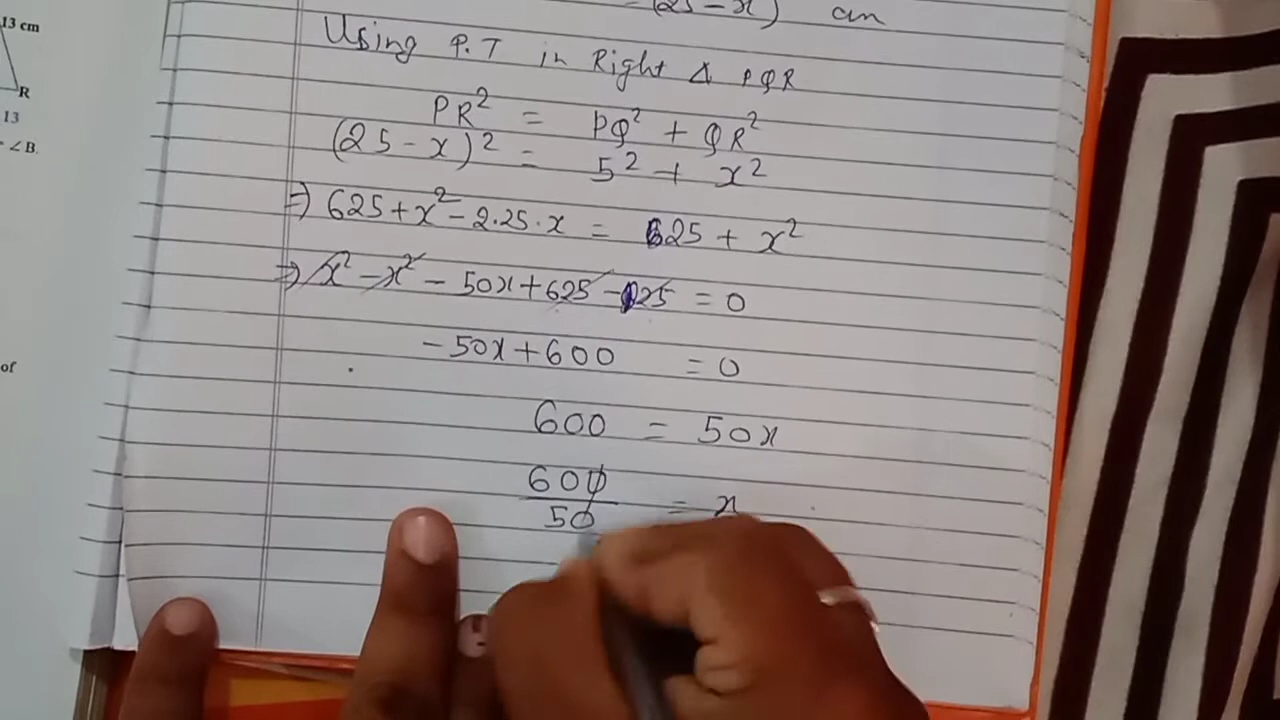 13 cm
R
13
∠B.
of
(25 - x) cm
Using P.T in Right Δ PQR
PR² = PQ² + QR²
(25 - x)² = 5² + x²
⇒ 625 + x² - 2.25.x = 25 + x²
⇒ x² - x² - 50x + 625 - 25 = 0
-50x + 600 = 0
600 = 50x
600/50 = x